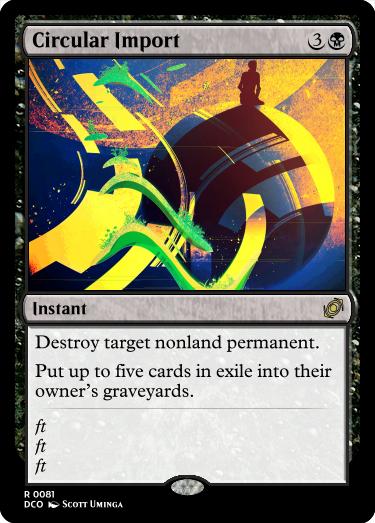 Circular Import 3
Instant
Destroy target nonland permanent.
Put up to five cards in exile into their
owner's graveyards.
ft
ft
ft
R 0081
DCO Scott Uminga